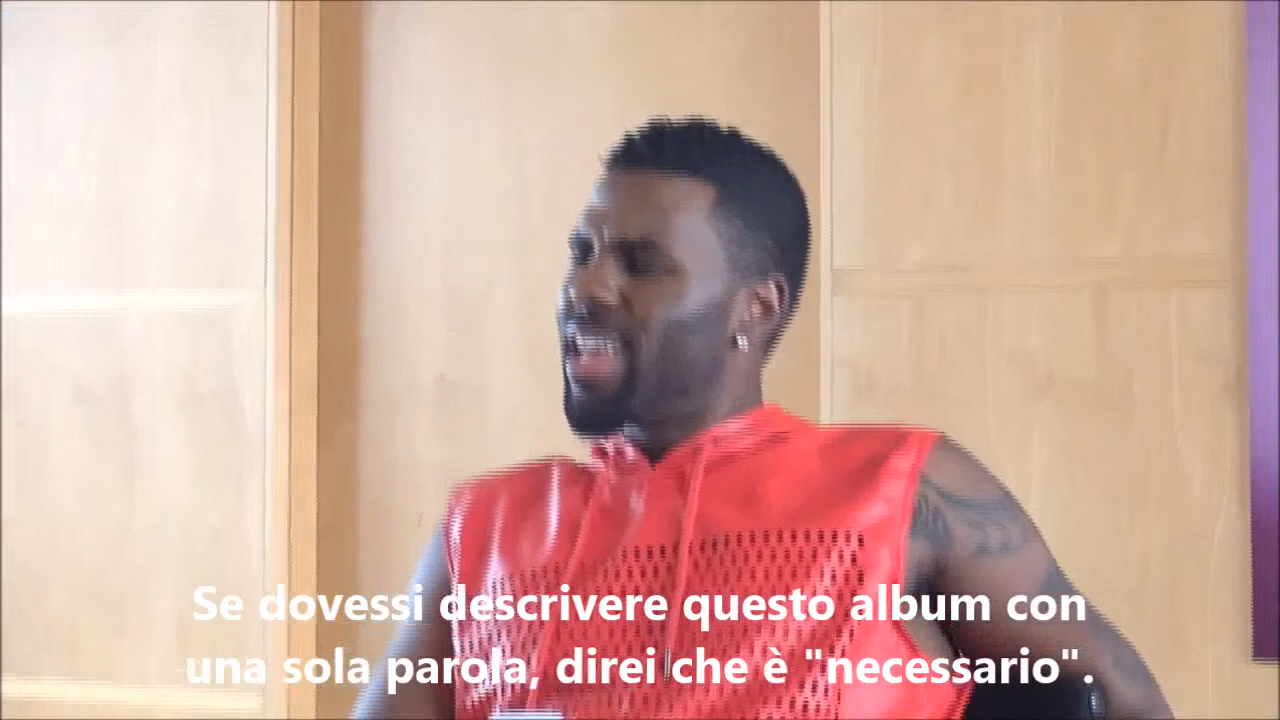 Se dovessi descrivere questo album con
una sola parola, direi che è "necessario".